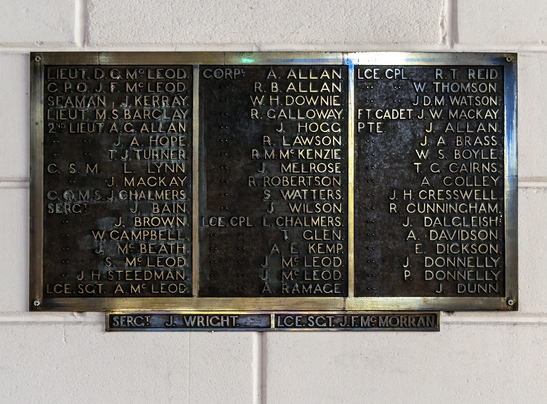 LIEUT. D. G. McLEOD.
C.P.O. J. F. McLEOD.
SEAMAN J. KERRAY.
LIEUT. M. S. BARCLAY
2ND LIEUT A. G. ALLAN
J. A. HOPE.
T. J. TURNER.
C. S. M. L. LYNN
J. MACKAY
C. Q. M. S. J. CHALMERS
SERGT. J. BAIN.
J. BROWN.
W. CAMPBELL.
J. McBEATH.
S. McLEOD.
J. H. STEEDMAN.
LCE. SGT. A. McLEOD.
CORPL. A. ALLAN.
R. B. ALLAN
W. H. DOWNIE.
R. GALLOWAY.
J. HOGG
R. LAWSON
R. M. McKENZIE.
J. MELROSE
R. ROBERTSON
S. WATTERS.
J. WILSON
LCE. CPL. L. CHALMERS.
T. GLEN.
A. E. KEMP
J. McLEOD
J. McLEOD
A. RAMAGE
LCE CPL. R. T. REID
W. THOMSON.
J. D. M. WATSON.
FT. CADET J. W. MACKAY
PTE J. ALLAN.
J. A. BRASS.
W. S. BOYLE.
T. G. CAIRNS.
A. COLLEY
J. H. CRESSWELL.
R. CUNNINGHAM.
J. DALGLEISH
A. DAVIDSON
E. DICKSON.
J. DONNELLY.
P. DONNELLY
J. DUNN.
SERGT. J. WRIGHT. LCE. SGT. J. F. McMORRAN